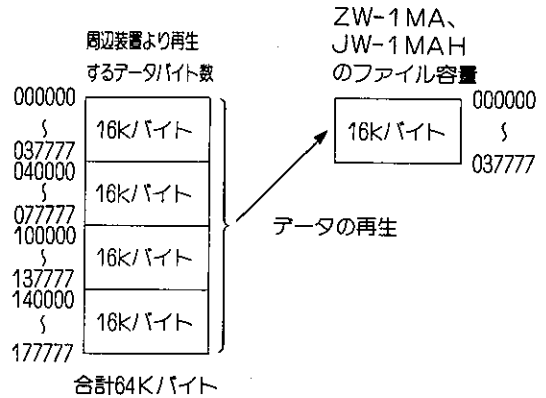 周辺装置より再生
するデータバイト数
000000
∫
037777
040000
∫
077777
100000
∫
137777
140000
∫
177777
16Kバイト
16Kバイト
16Kバイト
16Kバイト
合計64Kバイト
データの再生
ZW-1MA、
JW-1MAH
のファイル容量
16Kバイト
000000
∫
037777